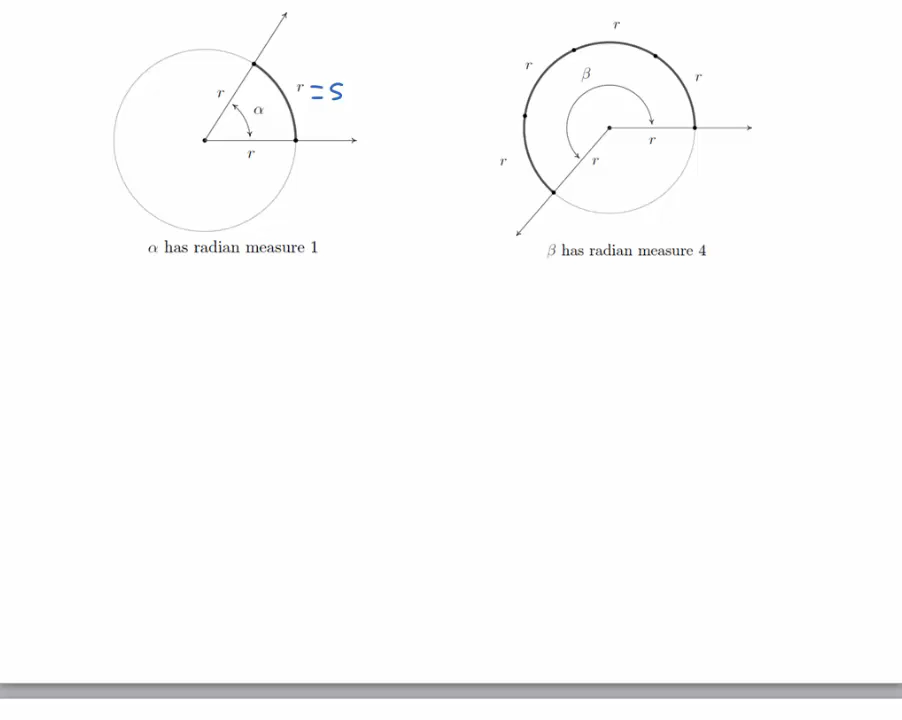 r
r
r = S
α
r
α has radian measure 1
r
r
r
β
r
r
r
β has radian measure 4